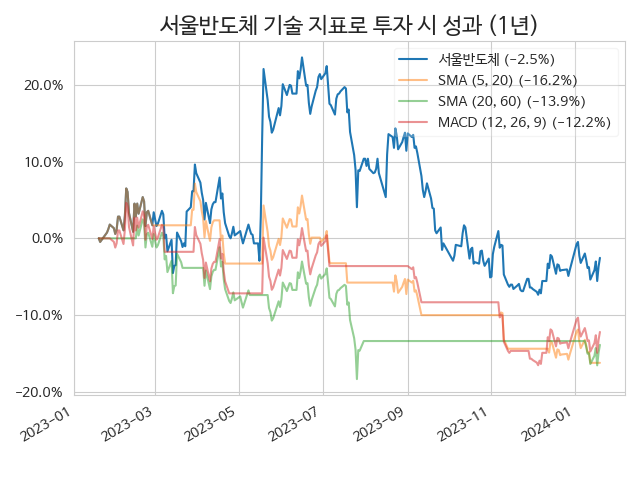 서울반도체 기술 지표로 투자 시 성과 (1년)
서울반도체 (−2.5%)
SMA (5, 20) (−16.2%)
SMA (20, 60) (−13.9%)
MACD (12, 26, 9) (−12.2%)
20.0%
10.0%
0.0%
−10.0%
−20.0%
2023-01
2023-03
2023-05
2023-07
2023-09
2023-11
2024-01